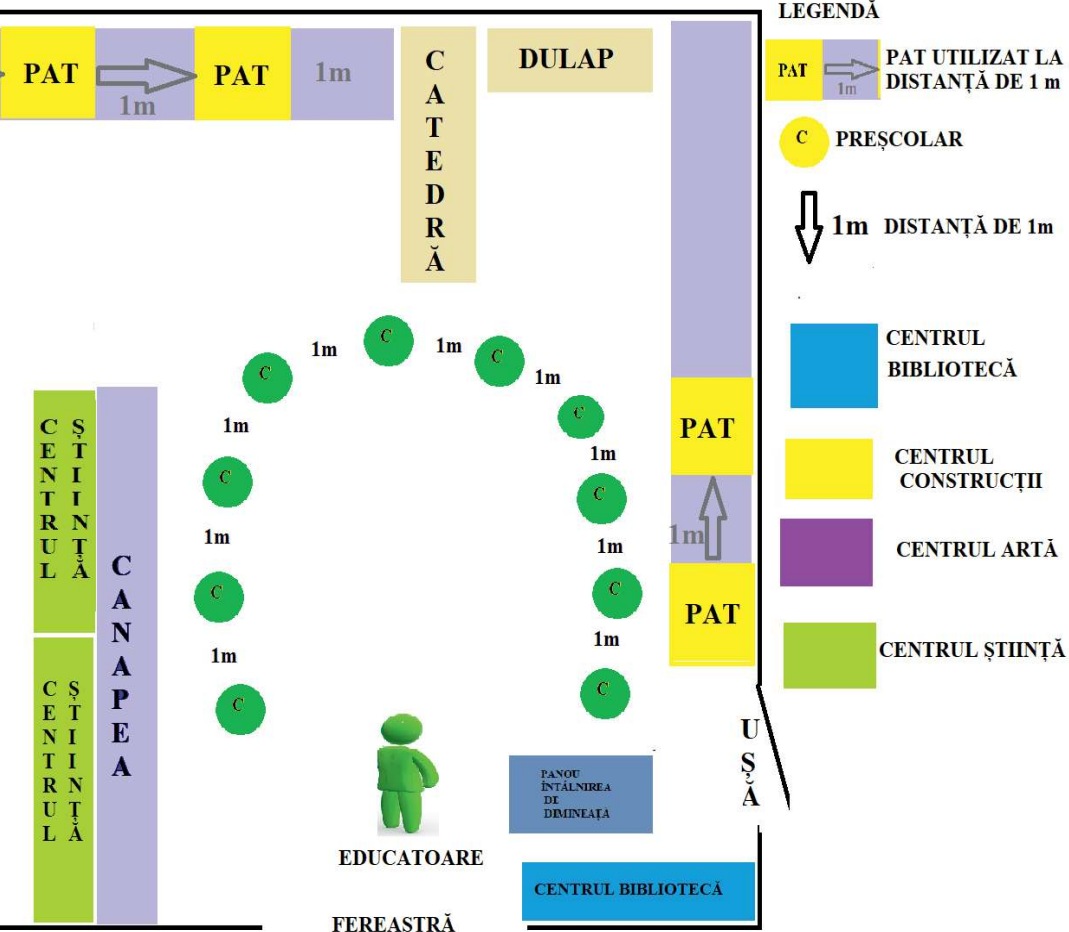 LEGENDĂ
PAT
1m
PAT
1m
CATEDRĂ
DULAP
PAT
1m
PAT UTILIZAT LA
DISTANȚĂ DE 1 m
C
PREȘCOLAR
1m DISTANȚĂ DE 1m
CENTRUL
BIBLIOTECĂ
CENTRUL
CONSTRUCȚII
CENTRUL ARTĂ
CENTRUL ȘTIINȚĂ
C
1m
C
1m
C
1m
C
1m
C
1m
C
1m
C
1m
C
1m
C
1m
C
PAT
1m
PAT
CENTRUL
ȘTIINȚĂ
CENTRUL
ȘTIINȚĂ
CANAPEA
UȘĂ
PANOU
ÎNTÂLNIREA
DE
DIMINEAȚĂ
EDUCATOARE
CENTRUL BIBLIOTECĂ
FEREASTRĂ